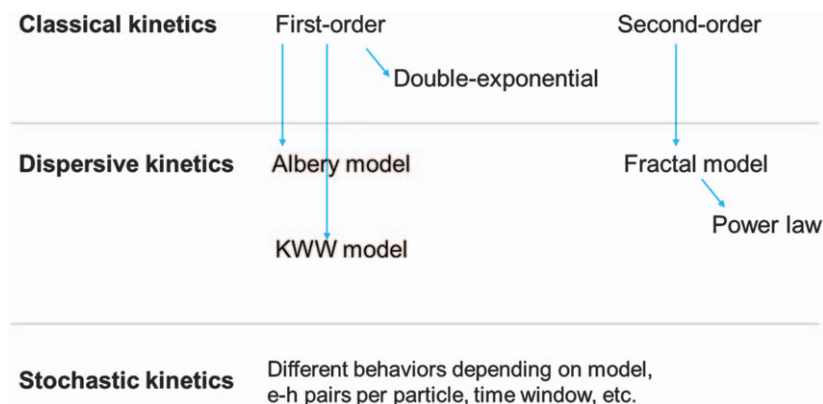 Classical kinetics First-order Second-order
Double-exponential
Dispersive kinetics Albery model Fractal model
Power law
KWW model
Stochastic kinetics Different behaviors depending on model,
e-h pairs per particle, time window, etc.